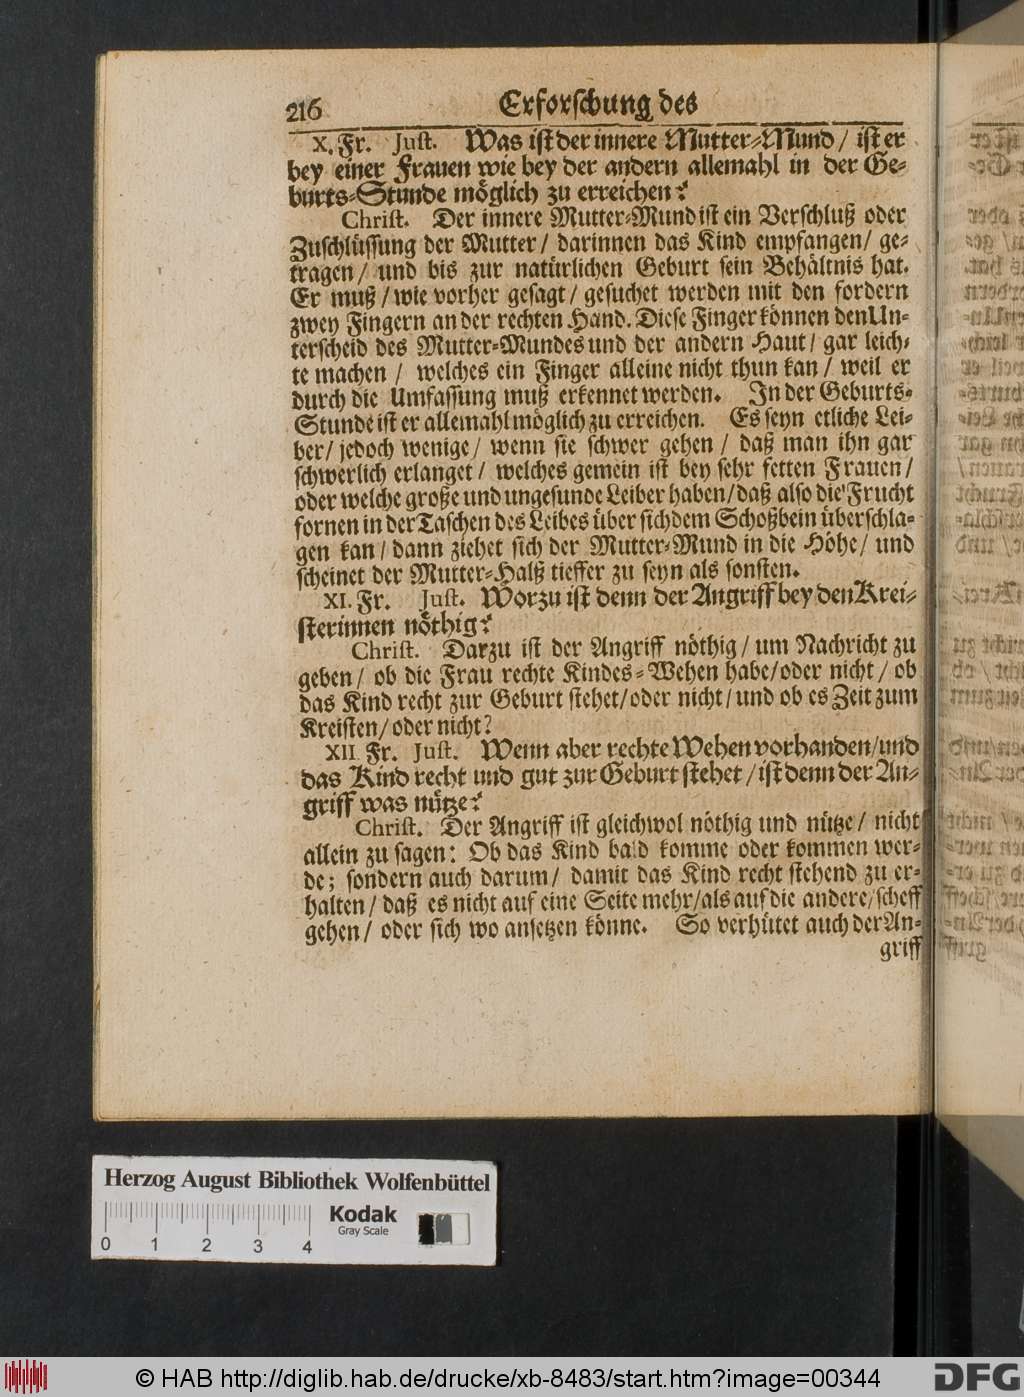 216 Erforschung des
X. Fr. Just. Was ist der innere Mutter-Mund / ist er
bey einer Frauen wie bey der andern allemahl in der Ge-
burts-Stunde möglich zu erreichen?
Christ. Der innere Mutter-Mund ist ein Verschluß oder
Zuschlüssung der Mutter / darinnen das Kind empfangen / ge-
tragen / und bis zur natürlichen Geburt sein Behältnis hat.
Er muß / wie vorher gesagt / gesuchet werden mit den fordern
zwey Fingern an der rechten Hand. Diese Finger können den Un-
terscheid des Mutter-Mundes und der andern Haut / gar leich-
te machen / welches ein Finger alleine nicht thun kan / weil er
durch die Umfassung muß erkennet werden. In der Geburts-
Stunde ist er allemahl möglich zu erreichen. Es seyn etliche Lei-
ber / jedoch wenige / wenn sie schwer gehen / daß man ihn gar
schwerlich erlanget / welches gemein ist bey sehr fetten Frauen /
oder welche große und ungesunde Leiber haben / daß also die Frucht
fornen in der Taschen des Leibes über sich dem Schoßbein überschla-
gen kan / dann ziehet sich der Mutter-Mund in die Höhe / und
scheinet der Mutter-Halß tieffer zu seyn als sonsten.
XI. Fr. Just. Worzu ist denn der Angriff bey den Krei-
sterinnen nöthig?
Christ. Darzu ist der Angriff nöthig / um Nachricht zu
geben / ob die Frau rechte Kindes-Wehen habe / oder nicht / ob
das Kind recht zur Geburt stehet / oder nicht / und ob es Zeit zum
Kreisten / oder nicht?
XII. Fr. Just. Wenn aber rechte Wehen vorhanden / und
das Kind recht und gut zur Geburt stehet / ist denn der An-
griff was nütze?
Christ. Der Angriff ist gleichwol nöthig und nütze / nicht
allein zu sagen: Ob das Kind bald komme oder kommen wer-
de; sondern auch darum / damit das Kind recht stehend zu er-
halten / daß es nicht auf eine Seite mehr / als auf die andere / scheff
gehen / oder sich wo ansetzen könne. So verhütet auch der An-
griff
Herzog August Bibliothek Wolfenbüttel
Kodak
Gray Scale
0 1 2 3 4
© HAB http://diglib.hab.de/drucke/xb-8483/start.htm?image=00344
DFG